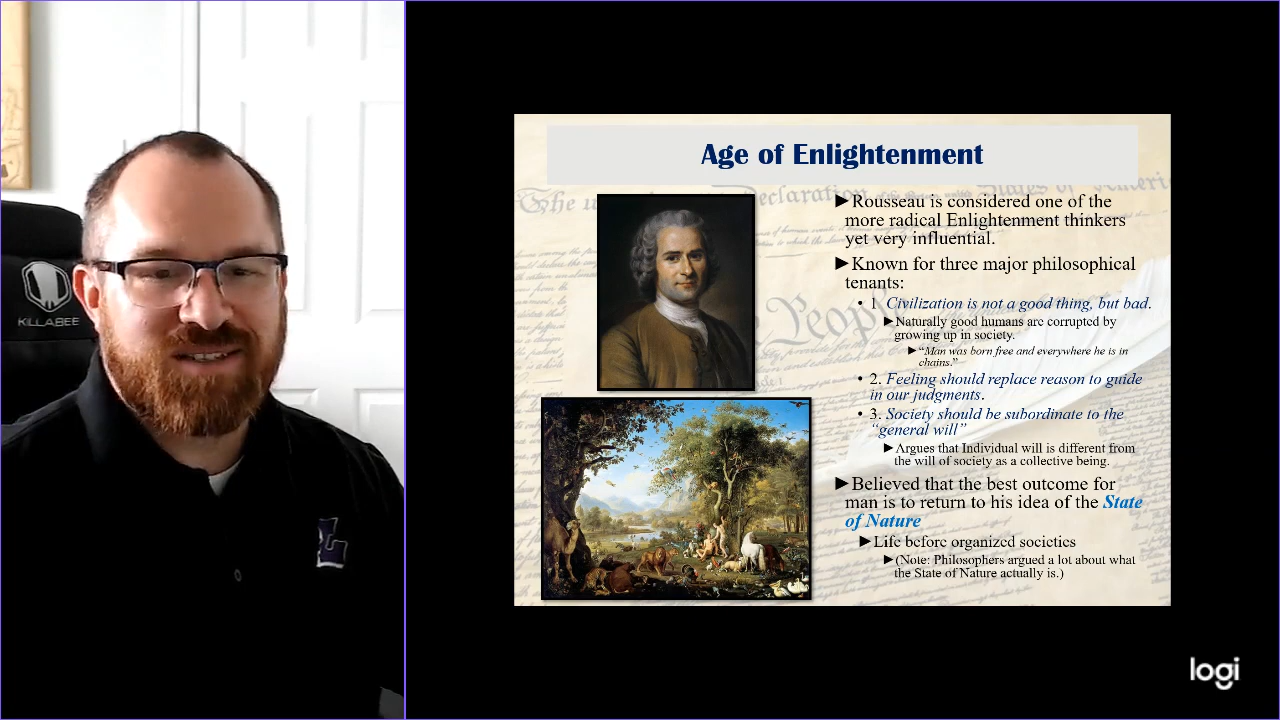 KILLABEE
L
Age of Enlightenment
The
Declaration
States of America
Peop
►Rousseau is considered one of the
more radical Enlightenment thinkers
yet very influential.
►Known for three major philosophical
tenants:
• 1 Civilization is not a good thing, but bad.
►Naturally good humans are corrupted by
growing up in society.
►“Man was born free and everywhere he is in
chains.”
• 2. Feeling should replace reason to guide
in our judgments.
• 3. Society should be subordinate to the
“general will”
►Argues that Individual will is different from
the will of society as a collective being.
►Believed that the best outcome for
man is to return to his idea of the State
of Nature
►Life before organized societies
►(Note: Philosophers argued a lot about what
the State of Nature actually is.)
logi